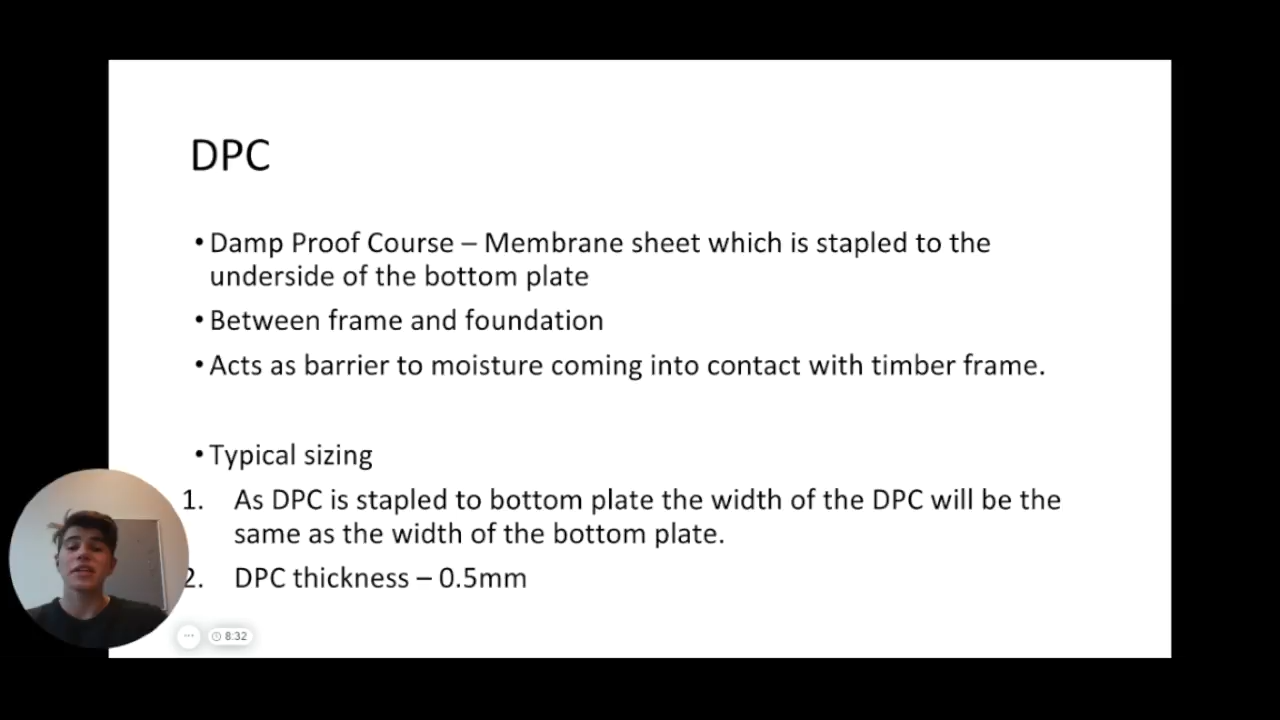 DPC
•Damp Proof Course – Membrane sheet which is stapled to the
underside of the bottom plate
•Between frame and foundation
•Acts as barrier to moisture coming into contact with timber frame.
•Typical sizing
1. As DPC is stapled to bottom plate the width of the DPC will be the
same as the width of the bottom plate.
2. DPC thickness – 0.5mm
8:32